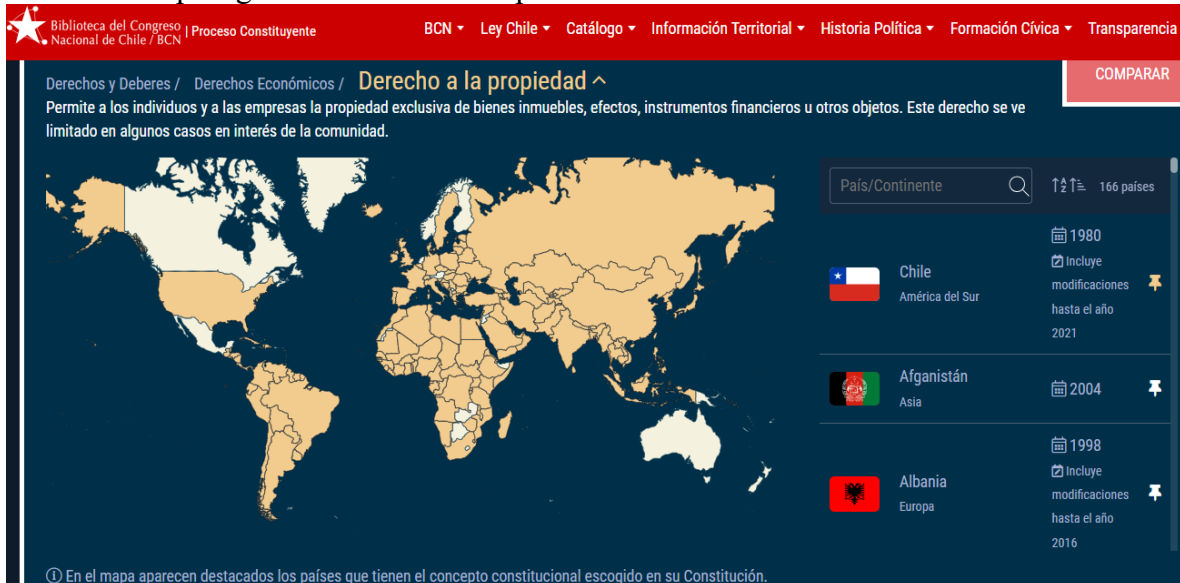 Biblioteca del Congreso
Nacional de Chile / BCN | Proceso Constituyente
BCN Ley Chile Catálogo Información Territorial Historia Política Formación Cívica Transparencia
Derechos y Deberes / Derechos Económicos / Derecho a la propiedad
COMPARAR
Permite a los individuos y a las empresas la propiedad exclusiva de bienes inmuebles, efectos, instrumentos financieros u otros objetos. Este derecho se ve
limitado en algunos casos en interés de la comunidad.
País/Continente
166 países
Chile
América del Sur
1980
Incluye
modificaciones
hasta el año
2021
Afganistán
Asia
2004
Albania
Europa
1998
Incluye
modificaciones
hasta el año
2016
En el mapa aparecen destacados los países que tienen el concepto constitucional escogido en su Constitución.